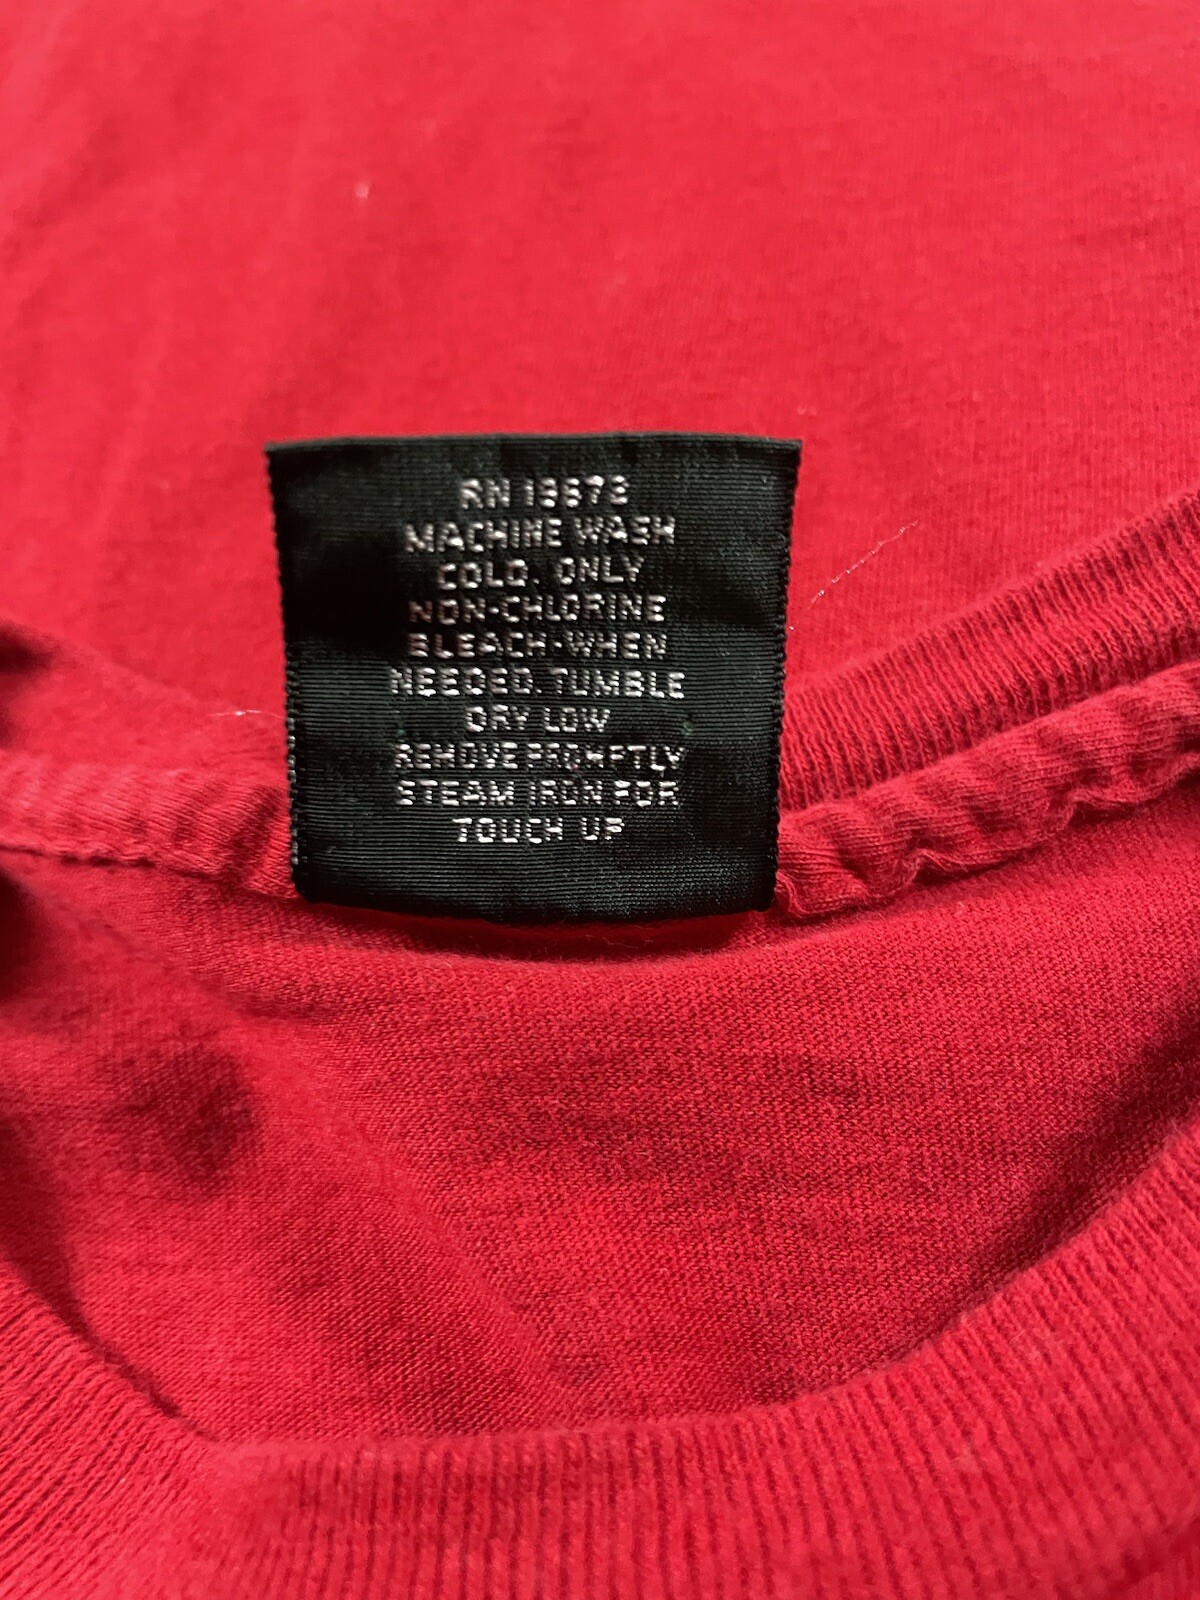 RN 13672
MACHINE WASH
COLD. ONLY
NON-CHLORINE
BLEACH-WHEN
NEEDED. TUMBLE
DRY LOW
REMOVE PROMPTLY
STEAM IRON FOR
TOUCH UP